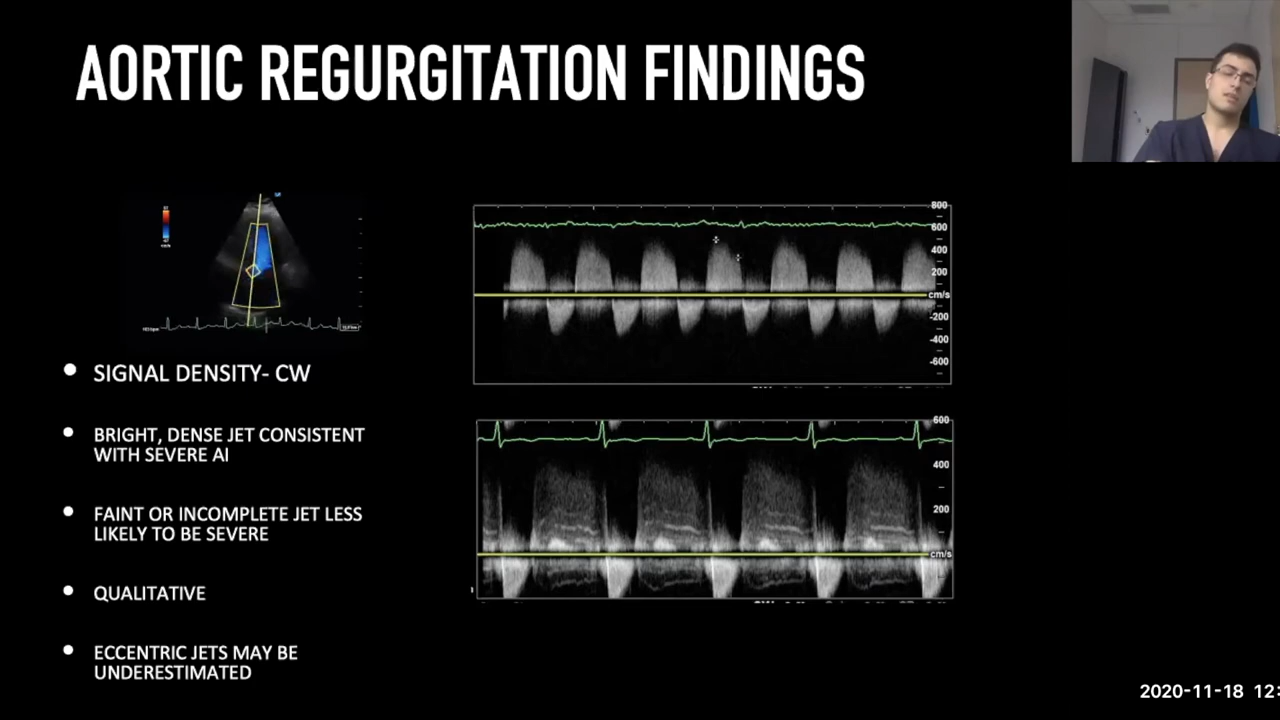 AORTIC REGURGITATION FINDINGS
SIGNAL DENSITY- CW
BRIGHT, DENSE JET CONSISTENT
WITH SEVERE AI
FAINT OR INCOMPLETE JET LESS
LIKELY TO BE SEVERE
QUALITATIVE
ECCENTRIC JETS MAY BE
UNDERESTIMATED
800
600
400
200
cm/s
-200
-400
-600
600
400
200
cm/s
2020-11-18 12: